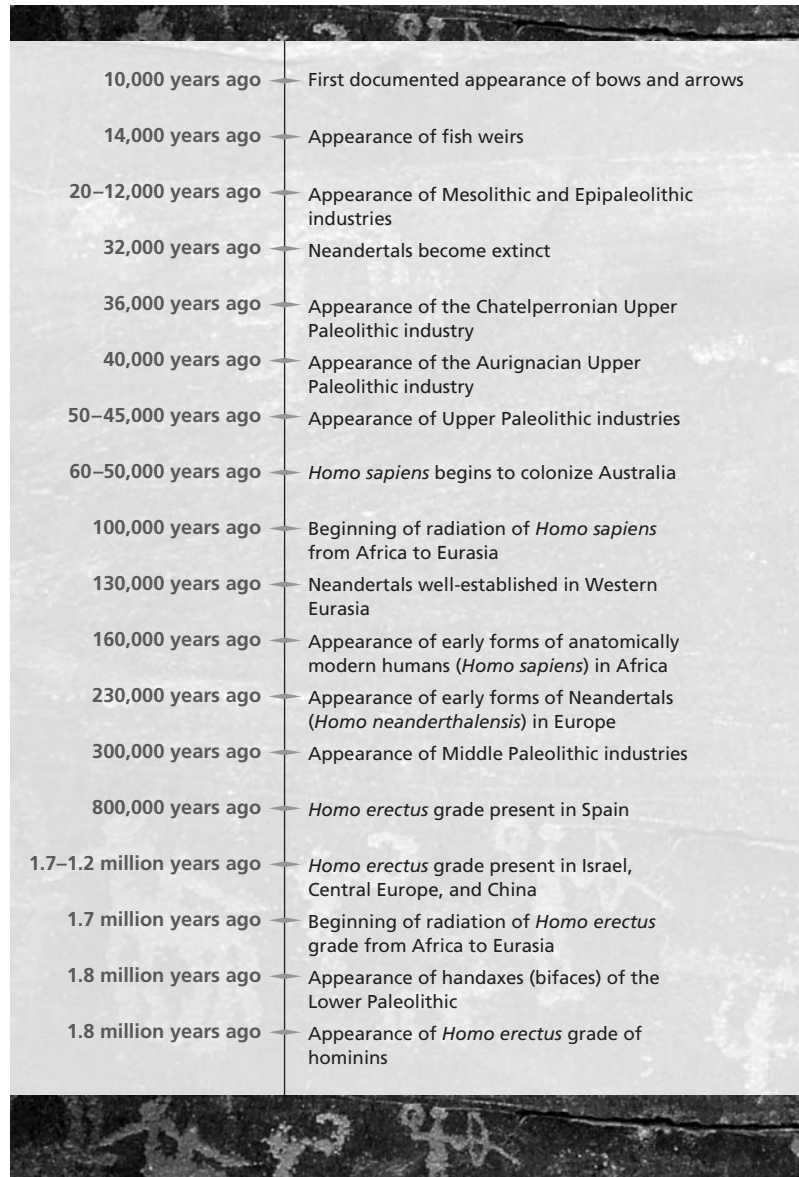 10,000 years ago
First documented appearance of bows and arrows
14,000 years ago
Appearance of fish weirs
20–12,000 years ago
Appearance of Mesolithic and Epipaleolithic
industries
32,000 years ago
Neandertals become extinct
36,000 years ago
Appearance of the Chatelperronian Upper
Paleolithic industry
40,000 years ago
Appearance of the Aurignacian Upper
Paleolithic industry
50–45,000 years ago
Appearance of Upper Paleolithic industries
60–50,000 years ago
Homo sapiens begins to colonize Australia
100,000 years ago
Beginning of radiation of Homo sapiens
from Africa to Eurasia
130,000 years ago
Neandertals well-established in Western
Eurasia
160,000 years ago
Appearance of early forms of anatomically
modern humans (Homo sapiens) in Africa
230,000 years ago
Appearance of early forms of Neandertals
(Homo neanderthalensis) in Europe
300,000 years ago
Appearance of Middle Paleolithic industries
800,000 years ago
Homo erectus grade present in Spain
1.7–1.2 million years ago
Homo erectus grade present in Israel,
Central Europe, and China
1.7 million years ago
Beginning of radiation of Homo erectus
grade from Africa to Eurasia
1.8 million years ago
Appearance of handaxes (bifaces) of the
Lower Paleolithic
1.8 million years ago
Appearance of Homo erectus grade of
hominins